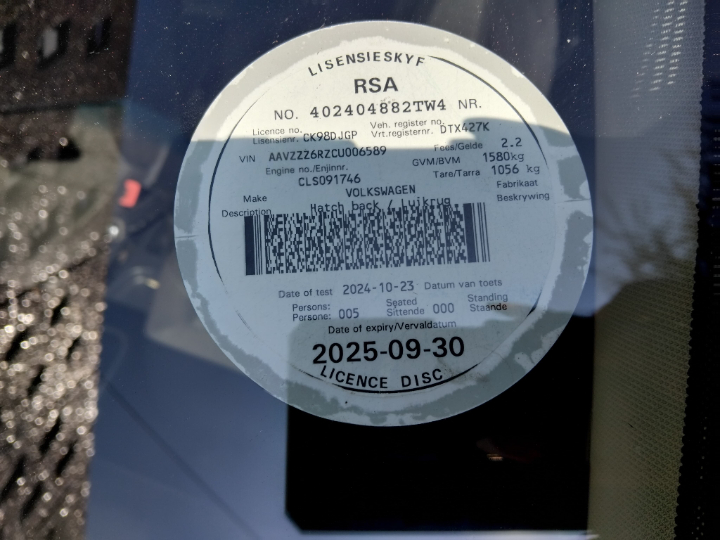 LISENSIESKYF
RSA
NO. 402404882TW4 NR.
Licence no. Lisensienr. CK98DJGP Veh. register no. Vrt.registernr. DTX427K
VIN AAVZZZ6RZCU006589 Fees/Gelde 2.2
Engine no./Enjinnr. GVM/BVM 1580kg
CLS091746 Tare/Tarra 1056 kg
Make VOLKSWAGEN Fabrikaat
Description Hatch back / Luikrug Beskrywing
Date of test 2024-10-23 Datum van toets
Persons: Persone: 005 Seated Sittende 000 Standing Staande
Date of expiry/Vervaldatum
2025-09-30
LICENCE DISC